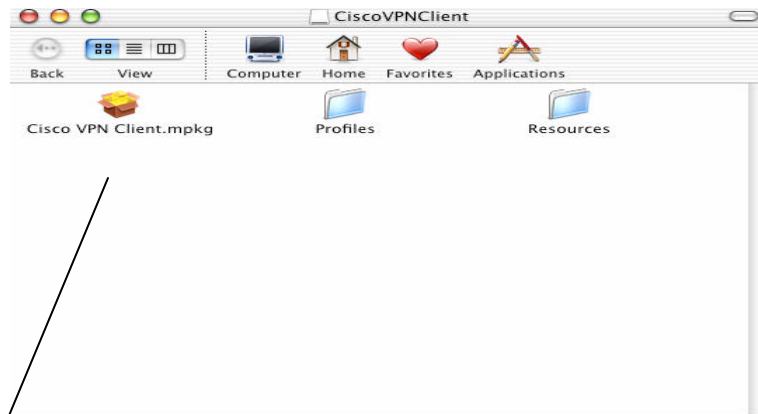 CiscoVPNClient
Back View Computer Home Favorites Applications
Cisco VPN Client.mpkg Profiles Resources